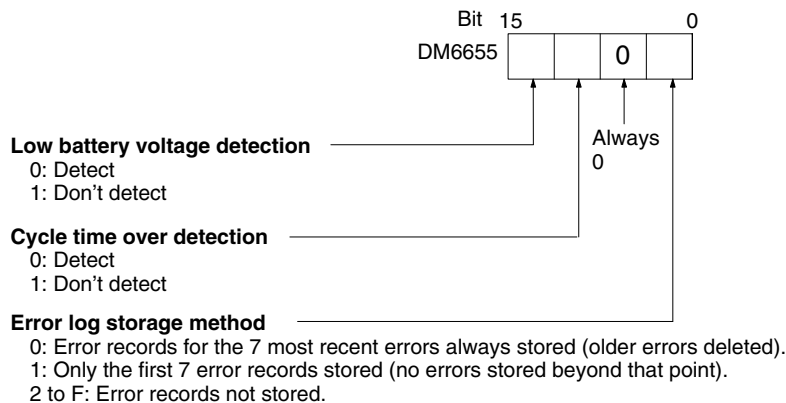 Bit 15 0
DM6655 0
Always
0
Low battery voltage detection
0: Detect
1: Don't detect
Cycle time over detection
0: Detect
1: Don't detect
Error log storage method
0: Error records for the 7 most recent errors always stored (older errors deleted).
1: Only the first 7 error records stored (no errors stored beyond that point).
2 to F: Error records not stored.